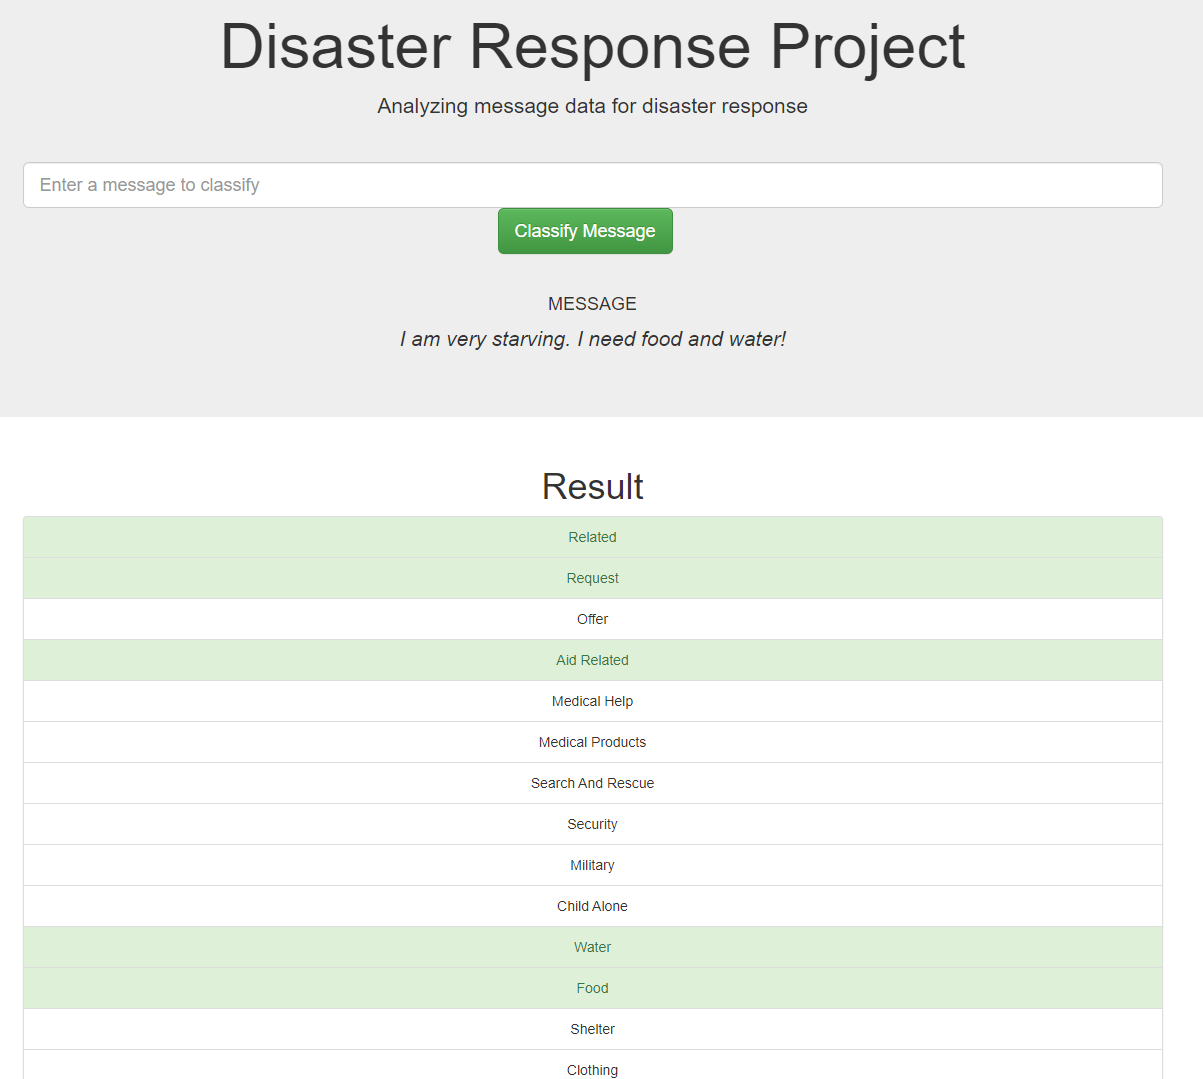 Disaster Response Project
Analyzing message data for disaster response
Enter a message to classify
Classify Message
MESSAGE
I am very starving. I need food and water!
Result
Related
Request
Offer
Aid Related
Medical Help
Medical Products
Search And Rescue
Security
Military
Child Alone
Water
Food
Shelter
Clothing